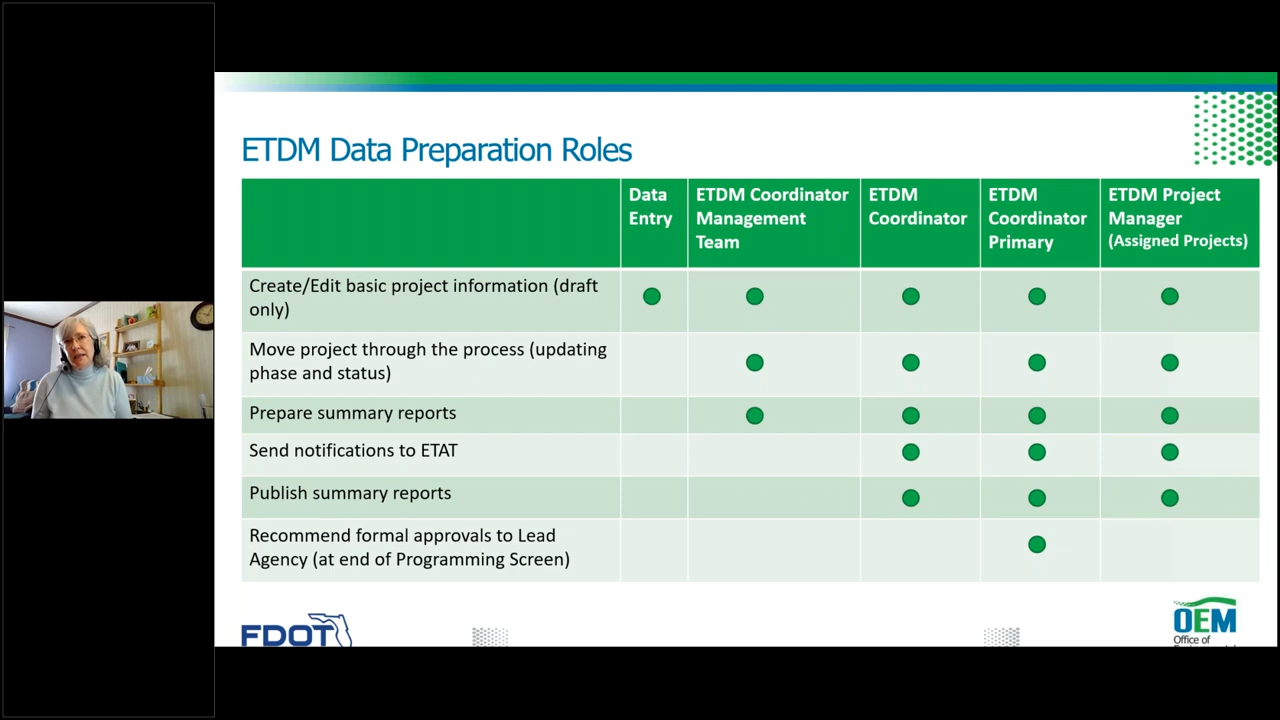 ETDM Data Preparation Roles
Data Entry
ETDM Coordinator Management Team
ETDM Coordinator
ETDM Coordinator Primary
ETDM Project Manager (Assigned Projects)
Create/Edit basic project information (draft
only)
Move project through the process (updating
phase and status)
Prepare summary reports
Send notifications to ETAT
Publish summary reports
Recommend formal approvals to Lead
Agency (at end of Programming Screen)
FDOT
OEM
Office of